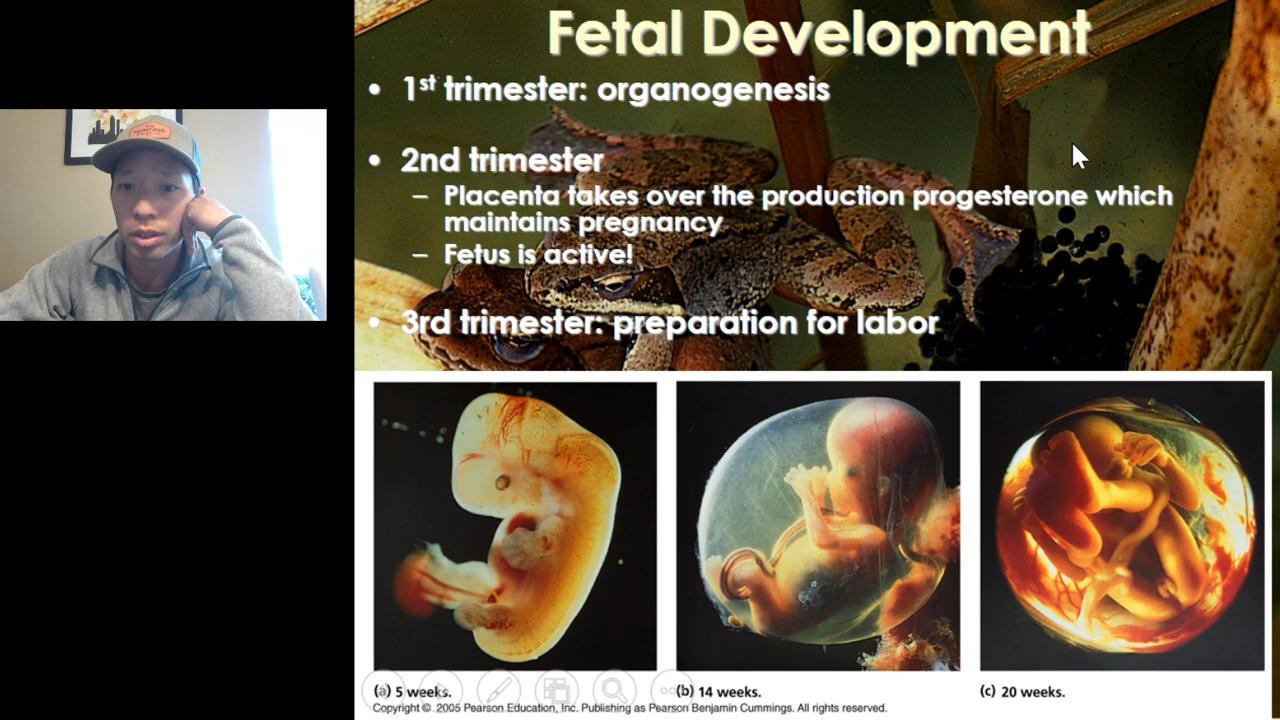 Fetal Development
• 1st trimester: organogenesis
• 2nd trimester
– Placenta takes over the production progesterone which
maintains pregnancy
– Fetus is active!
• 3rd trimester: preparation for labor
(a) 5 weeks.
(b) 14 weeks.
(c) 20 weeks.
Copyright © 2005 Pearson Education, Inc. Publishing as Pearson Benjamin Cummings. All rights reserved.